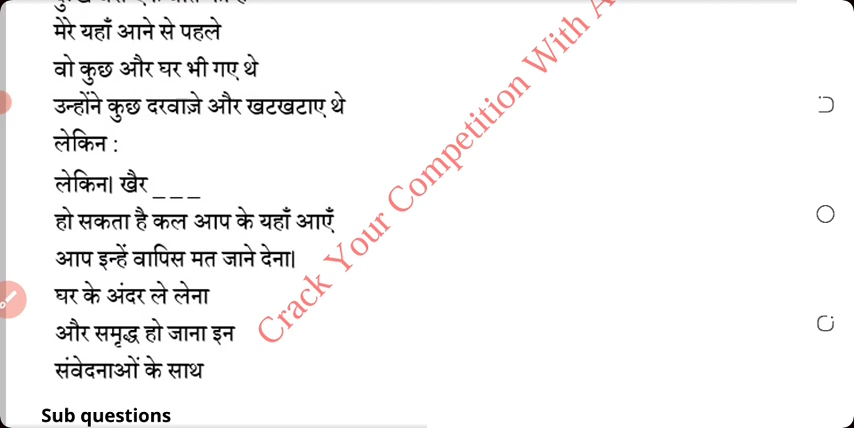 मेरे यहाँ आने से पहले
वो कुछ और घर भी गए थे
उन्होंने कुछ दरवाज़े और खटखटाए थे
लेकिन :
लेकिन। खैर _ _ _
हो सकता है कल आप के यहाँ आएँ
आप इन्हें वापिस मत जाने देना।
घर के अंदर ले लेना
और समृद्ध हो जाना इन
संवेदनाओं के साथ
Crack Your Competition With
Sub questions